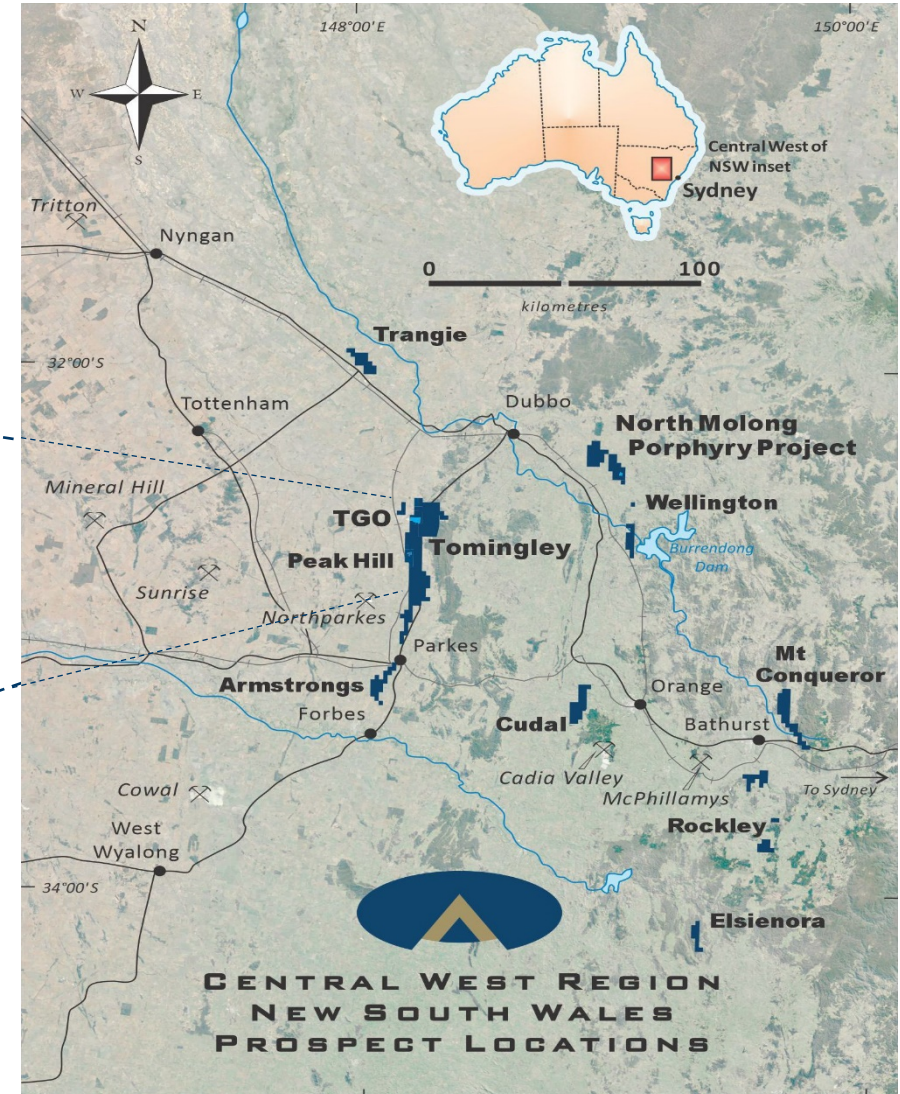 148°00'E
150°00'E
N
W
E
S
Central West of
NSW inset
Sydney
Tritton
Nyngan
0
100
kilometres
Trangie
32°00'S
Tottenham
Dubbo
North Molong
Porphyry Project
Mineral Hill
Wellington
TGO
Tomingley
Burrendong
Dam
Peak Hill
Sunrise
Northparkes
Parkes
Mt
Conqueror
Armstrongs
Orange
Forbes
Cudal
Bathurst
Cadia Valley
McPhillamys
To Sydney
Cowal
West
Wyalong
Rockley
34°00'S
Elsienora
CENTRAL WEST REGION
NEW SOUTH WALES
PROSPECT LOCATIONS